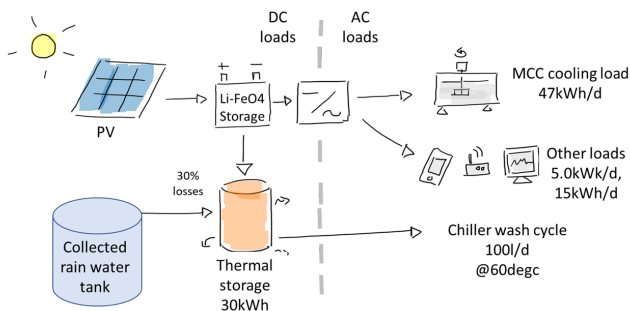 DC
loads
AC
loads
PV
+ −
Li-FeO4
Storage
MCC cooling load
47kWh/d
Other loads
5.0kWk/d,
15kWh/d
30%
losses
Collected
rain water
tank
Thermal
storage
30kWh
Chiller wash cycle
100l/d
@60degc